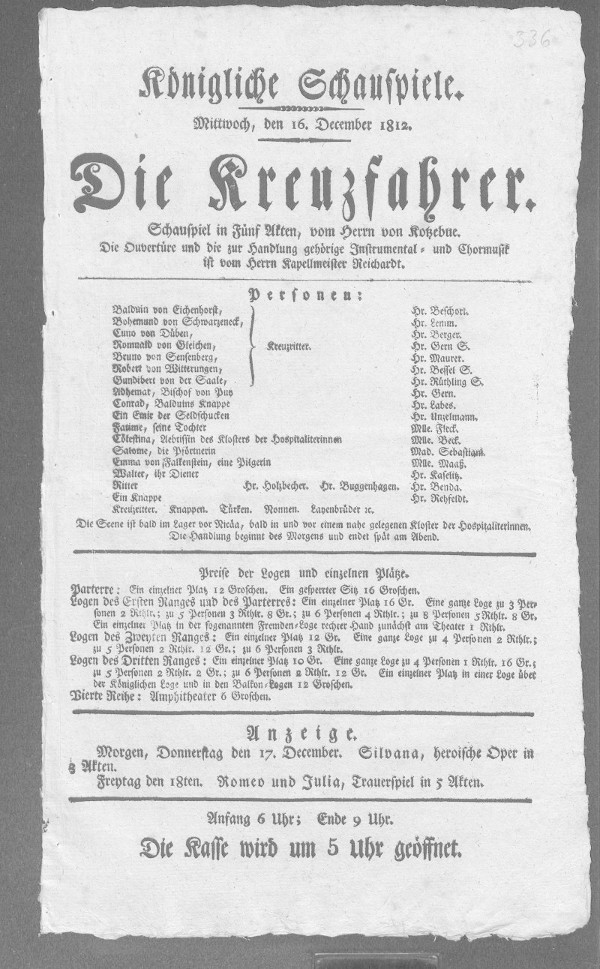 336
Königliche Schauspiele.
Mittwoch, den 16. December 1812.
Die Kreuzfahrer.
Schauspiel in Fünf Akten, vom Herrn von Kotzebue.
Die Ouvertüre und die zur Handlung gehörige Instrumental- und Chormusik
ist vom Herrn Kapellmeister Reichardt.
Personen:
Balduin von Eichenhorst, Hr. Beschort.
Bohemund von Schwarzeneck, Hr. Lemm.
Cuno von Düben, Hr. Berger.
Romuald von Gleichen, Kreuzritter. Hr. Gern S.
Bruno von Sensenberg, Hr. Maurer.
Robert von Wittrungen, Hr. Bessel S.
Gundibert von der Saale, Hr. Rüthling S.
Adhemar, Bischof von Puy Hr. Gern.
Conrad, Balduins Knappe Hr. Labes.
Ein Emir der Seldschucken Hr. Unzelmann.
Fatime, seine Tochter Mlle. Fleck.
Cölestina, Aebtissin des Klosters der Hospitaliterinnen Mlle. Beck.
Salome, die Pförtnerin Mad. Sebastiani.
Emma von Falkenstein, eine Pilgerin Mlle. Maaß.
Walter, ihr Diener Hr. Kaselitz.
Ritter Hr. Holzbecher. Hr. Buggenhagen. Hr. Benda.
Ein Knappe Hr. Rehfeldt.
Kreuzritter. Knappen. Türken. Nonnen. Layenbrüder ꝛc.
Die Scene ist bald im Lager vor Nicäa, bald in und vor einem nahe gelegenen Kloster der Hospitaliterinnen.
Die Handlung beginnt des Morgens und endet spät am Abend.
Preise der Logen und einzelnen Plätze.
Parterre: Ein einzelner Platz 12 Groschen. Ein gesperrter Sitz 16 Groschen.
Logen des Ersten Ranges und des Parterres: Ein einzelner Platz 16 Gr. Eine ganze Loge zu 3 Per-
sonen 2 Rthlr.; zu 5 Personen 3 Rthlr. 8 Gr.; zu 6 Personen 4 Rthlr.; zu 8 Personen 5 Rthlr. 8 Gr.
Ein einzelner Platz in der sogenannten Fremden-Loge rechter Hand zunächst am Theater 1 Rthlr.
Logen des Zweyten Ranges: Ein einzelner Platz 12 Gr. Eine ganze Loge zu 4 Personen 2 Rthlr.;
zu 5 Personen 2 Rthlr. 12 Gr.; zu 6 Personen 3 Rthlr.
Logen des Dritten Ranges: Ein einzelner Platz 10 Gr. Eine ganze Loge zu 4 Personen 1 Rthlr. 16 Gr.;
zu 5 Personen 2 Rthlr. 2 Gr.; zu 6 Personen 2 Rthlr. 12 Gr. Ein einzelner Platz in einer Loge über
der Königlichen Loge und in den Balkon-Logen 12 Groschen.
Vierte Reihe: Amphitheater 6 Groschen.
Anzeige.
Morgen, Donnerstag den 17. December. Silvana, heroische Oper in
3 Akten.
Freytag den 18ten. Romeo und Julia, Trauerspiel in 5 Akten.
Anfang 6 Uhr; Ende 9 Uhr.
Die Kasse wird um 5 Uhr geöffnet.